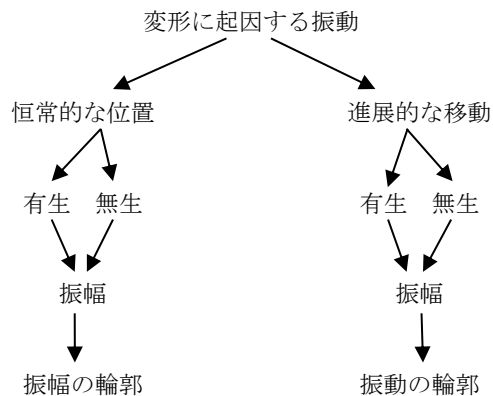 変形に起因する振動
恒常的な位置 進展的な移動
有生 無生 有生 無生
振幅 振幅
振幅の輪郭 振動の輪郭